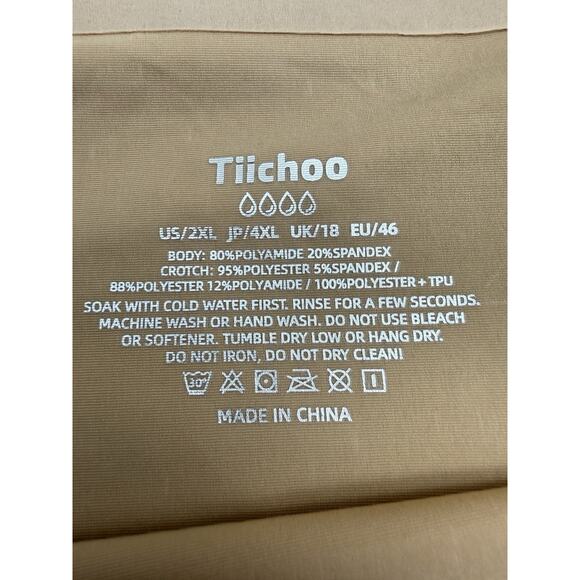 Tiichoo
US/2XL JP/4XL UK/18 EU/46
BODY: 80%POLYAMIDE 20%SPANDEX
CROTCH: 95%POLYESTER 5%SPANDEX /
88%POLYESTER 12%POLYAMIDE / 100%POLYESTER+TPU
SOAK WITH COLD WATER FIRST. RINSE FOR A FEW SECONDS.
MACHINE WASH OR HAND WASH. DO NOT USE BLEACH
OR SOFTENER. TUMBLE DRY LOW OR HANG DRY.
DO NOT IRON, DO NOT DRY CLEAN!
30°
MADE IN CHINA